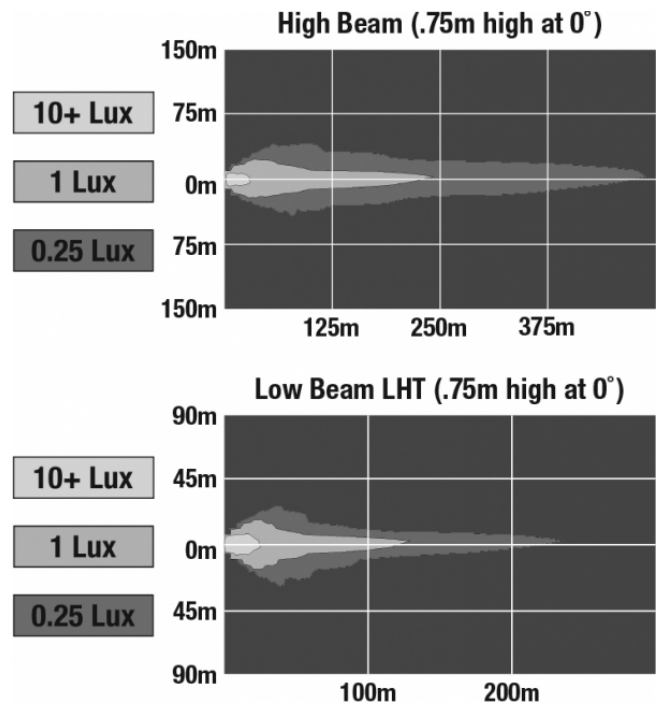 High Beam (.75m high at 0°)
150m
10+ Lux
75m
1 Lux
0m
0.25 Lux
75m
150m
125m 250m 375m
Low Beam LHT (.75m high at 0°)
90m
10+ Lux
45m
1 Lux
0m
0.25 Lux
45m
90m
100m 200m